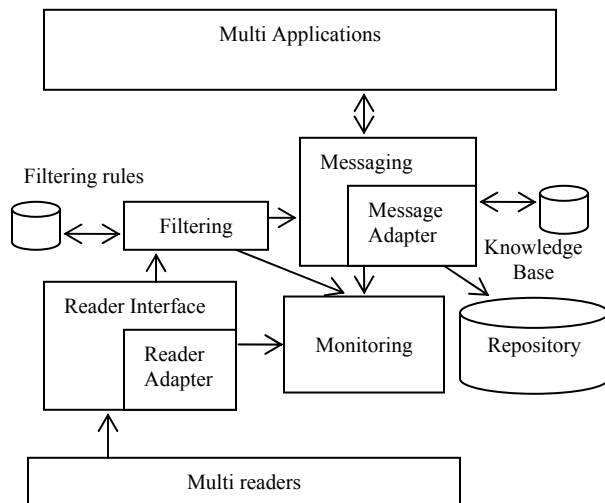 Multi Applications
Messaging
Filtering rules
Message
Adapter
Filtering
Knowledge
Base
Reader Interface
Reader
Adapter
Monitoring
Repository
Multi readers